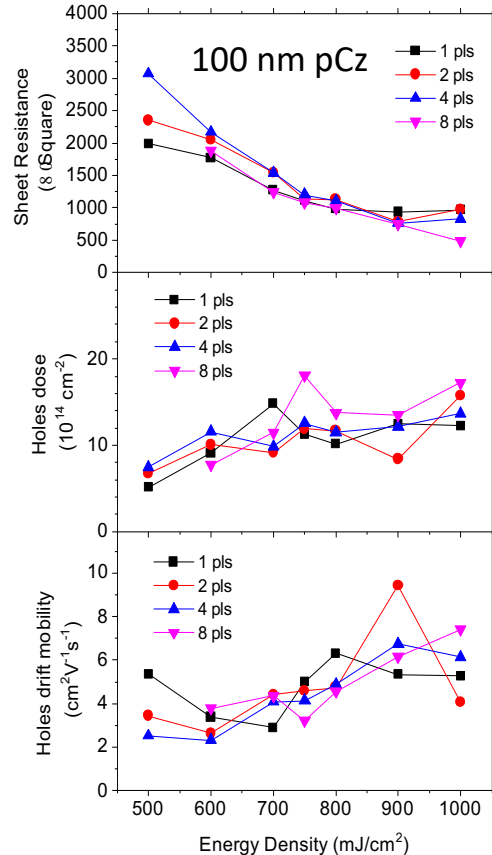 100 nm pCz
1 pls
2 pls
4 pls
8 pls
Sheet Resistance
(8 ớSquare)
4000
3500
3000
2500
2000
1500
1000
500
0
1 pls
2 pls
4 pls
8 pls
Holes dose
(10¹⁴ cm⁻²)
20
10
0
1 pls
2 pls
4 pls
8 pls
Holes drift mobility
(cm²V⁻¹s⁻¹)
10
8
6
4
2
0
500 600 700 800 900 1000
Energy Density (mJ/cm²)